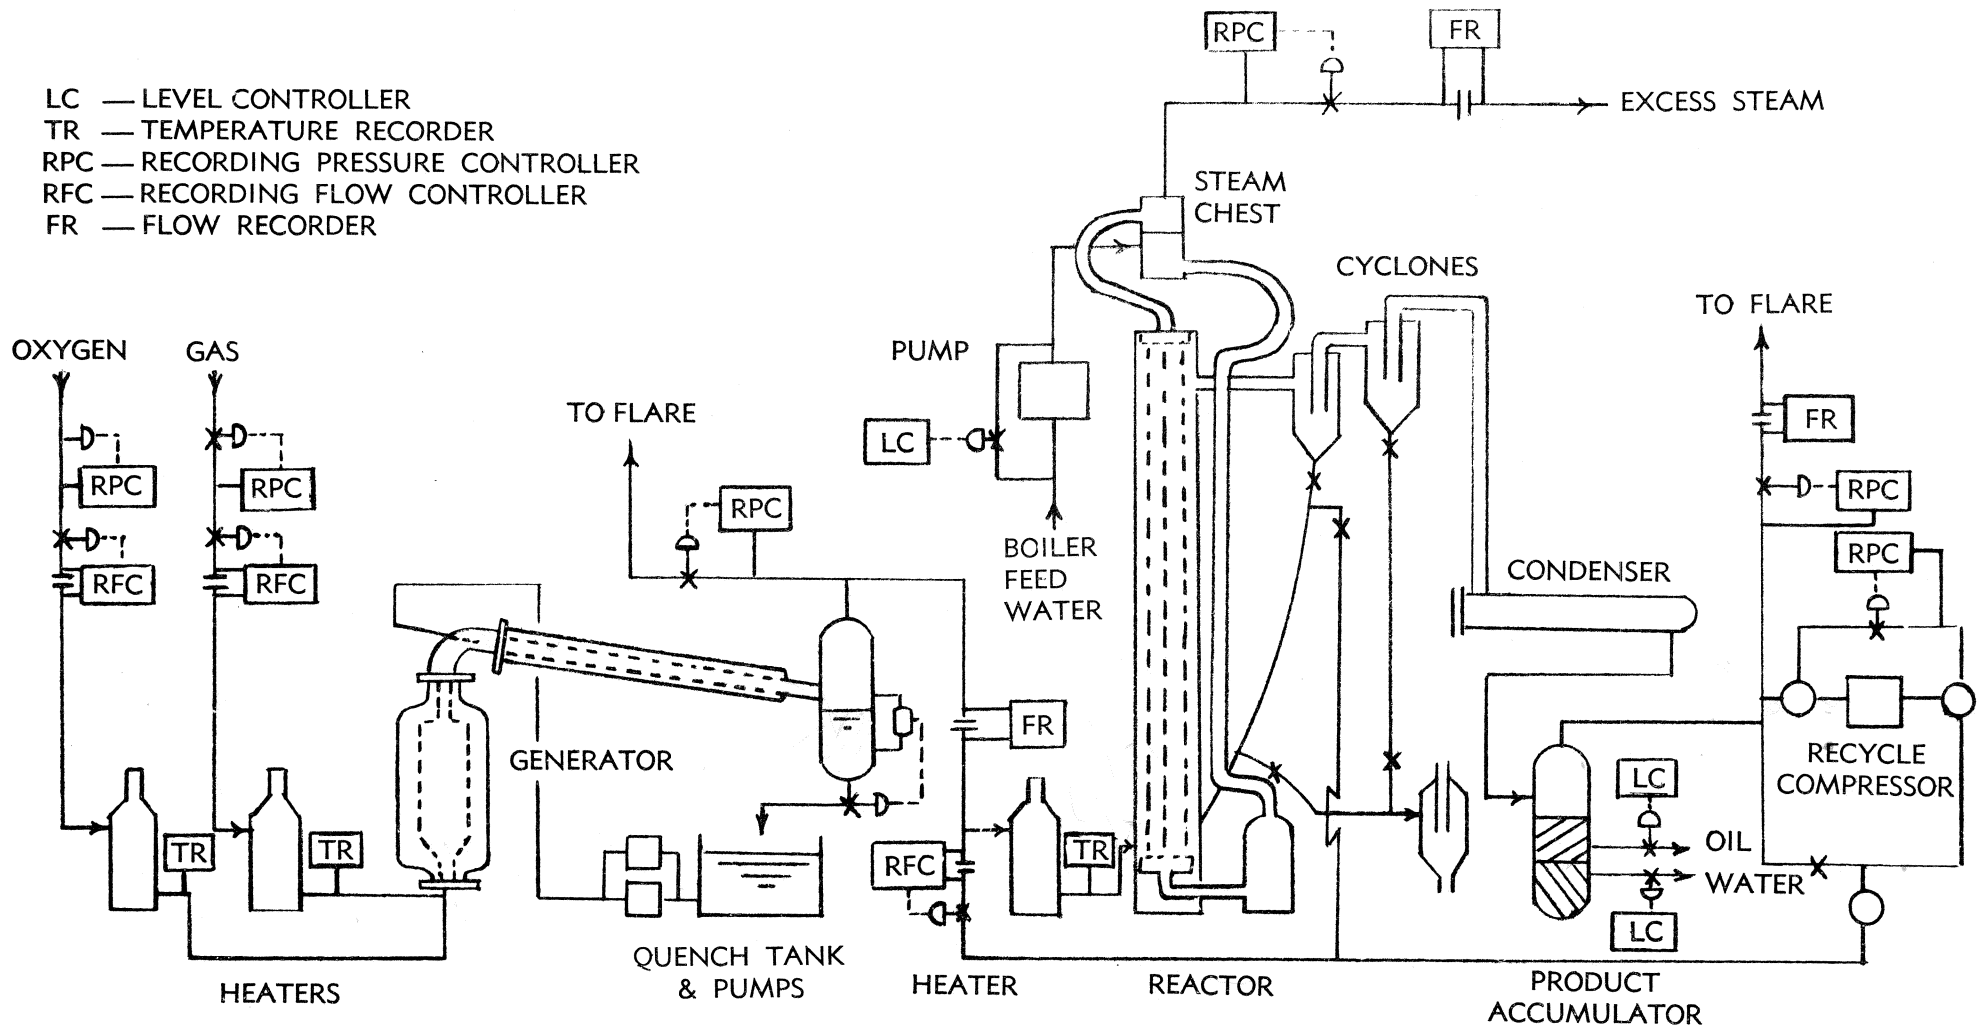 RPC
FR
EXCESS STEAM
LC — LEVEL CONTROLLER
TR — TEMPERATURE RECORDER
RPC — RECORDING PRESSURE CONTROLLER
RFC — RECORDING FLOW CONTROLLER
FR — FLOW RECORDER
STEAM
CHEST
CYCLONES
TO FLARE
OXYGEN
GAS
PUMP
TO FLARE
FR
LC
RPC
RPC
RPC
RPC
BOILER
FEED
WATER
RPC
RFC
RFC
CONDENSER
FR
GENERATOR
RECYCLE
COMPRESSOR
LC
TR
TR
RFC
TR
OIL
WATER
LC
QUENCH TANK
& PUMPS
HEATERS
HEATER
REACTOR
PRODUCT
ACCUMULATOR